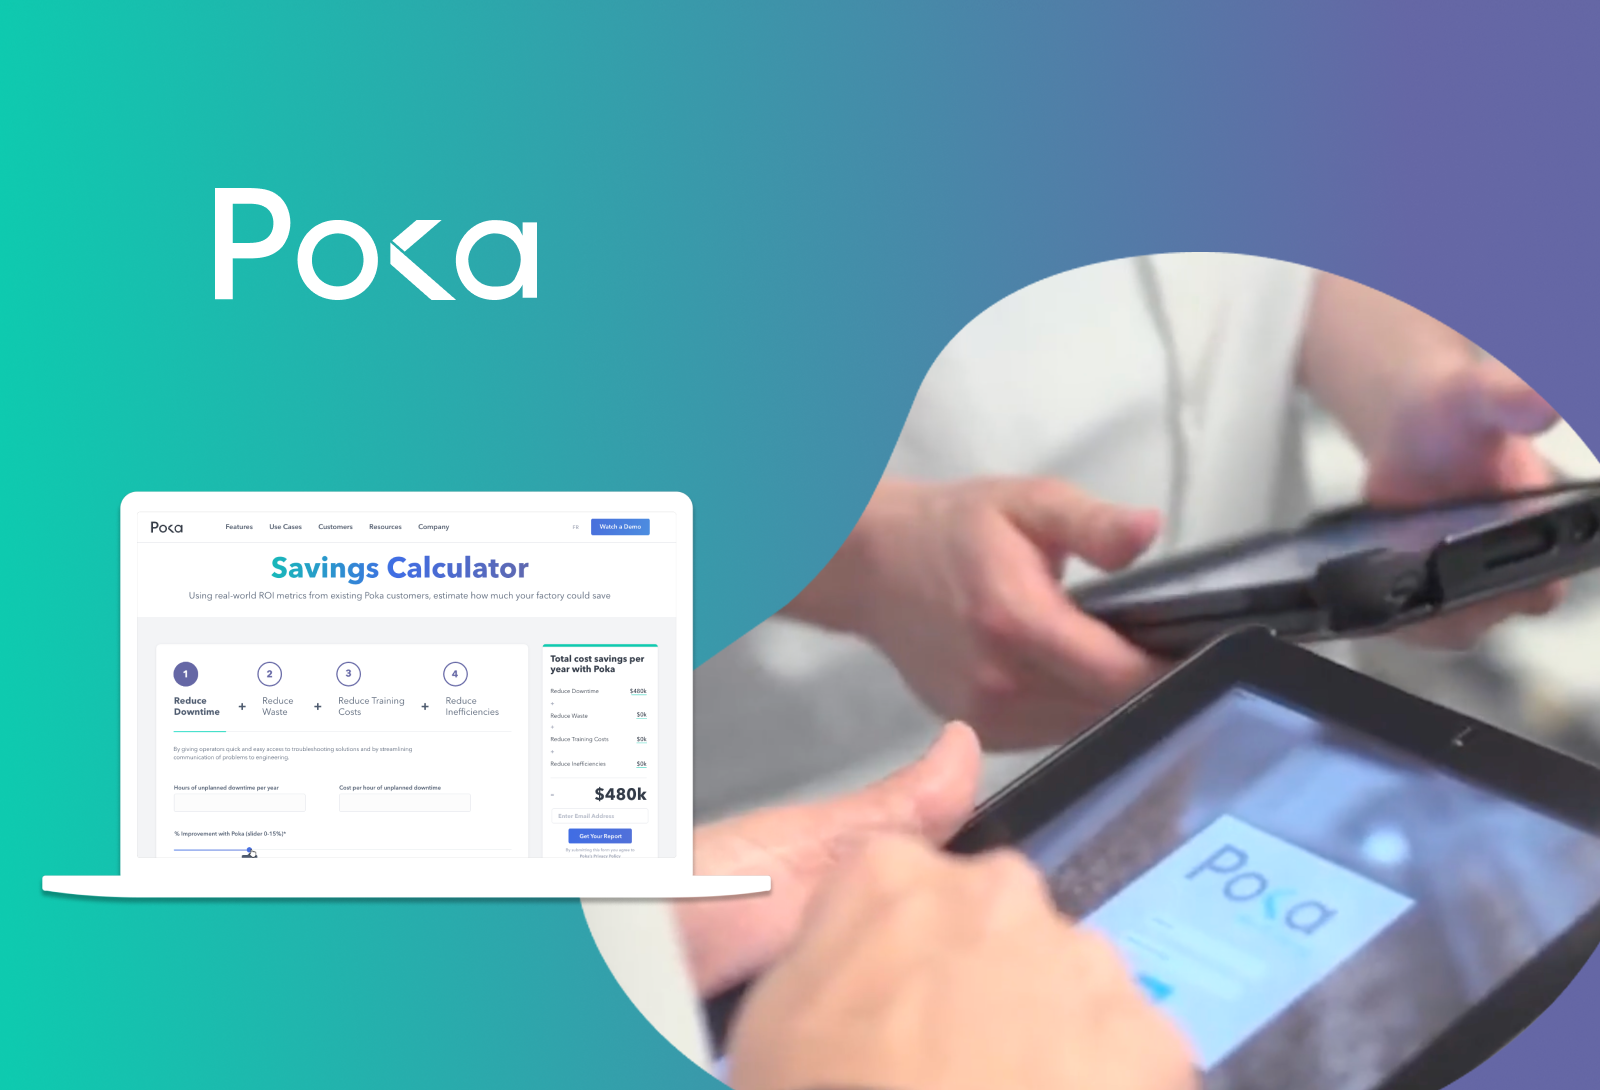 Poka
Poka
Features Use Cases Customers Resources Company FR Watch a Demo
Savings Calculator
Using real-world ROI metrics from existing Poka customers, estimate how much your factory could save
1 2 3 4
Reduce
Downtime
+
Reduce
Waste
+
Reduce Training
Costs
+
Reduce
Inefficiencies
By giving operators quick and easy access to troubleshooting solutions and by streamlining
communication of problems to engineering.
Hours of unplanned downtime per year
Cost per hour of unplanned downtime
% Improvement with Poka (slider 0-15%)*
Total cost savings per
year with Poka
Reduce Downtime $480k
+
Reduce Waste $0k
+
Reduce Training Costs $0k
+
Reduce Inefficiencies $0k
= $480k
Enter Email Address
Get Your Report
By submitting this form you agree to
Poka's Privacy Policy
Poka